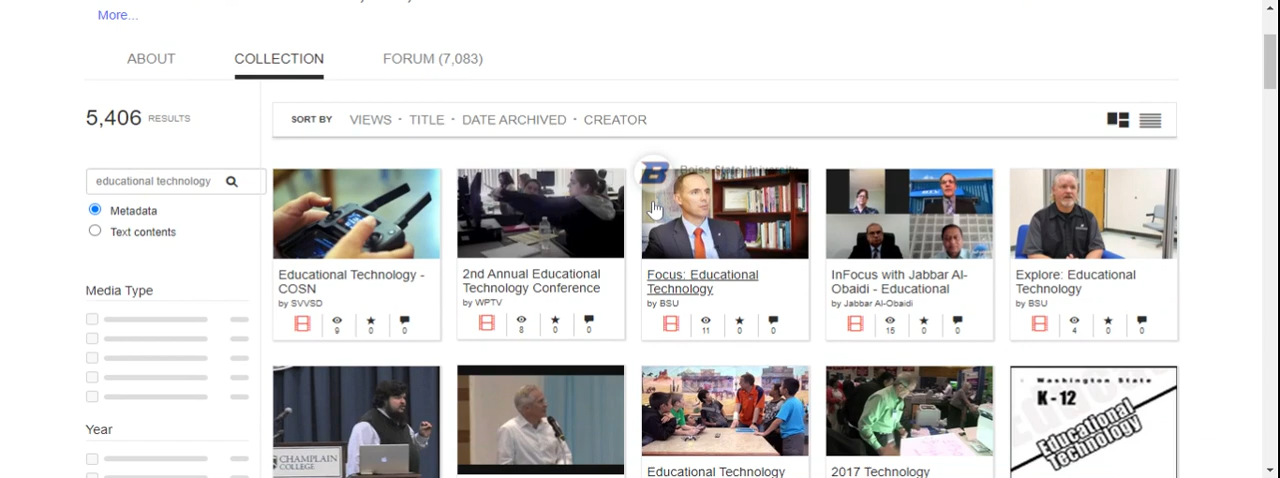 More...
ABOUT
COLLECTION
FORUM (7,083)
5,406 RESULTS
SORT BY VIEWS · TITLE · DATE ARCHIVED · CREATOR
educational technology
Metadata
Text contents
Media Type
Year
B Boise State University
Educational Technology -
COSN
by SVVSD
9 0 0
2nd Annual Educational
Technology Conference
by WPTV
8 0 0
Focus: Educational
Technology
by BSU
11 0 0
InFocus with Jabbar Al-
Obaidi - Educational
by Jabbar Al-Obaidi
15 0 0
Explore: Educational
Technology
by BSU
4 0 0
CHAMPLAIN
COLLEGE
Educational Technology
2017 Technology
Washington State
K-12
Educational
Technology